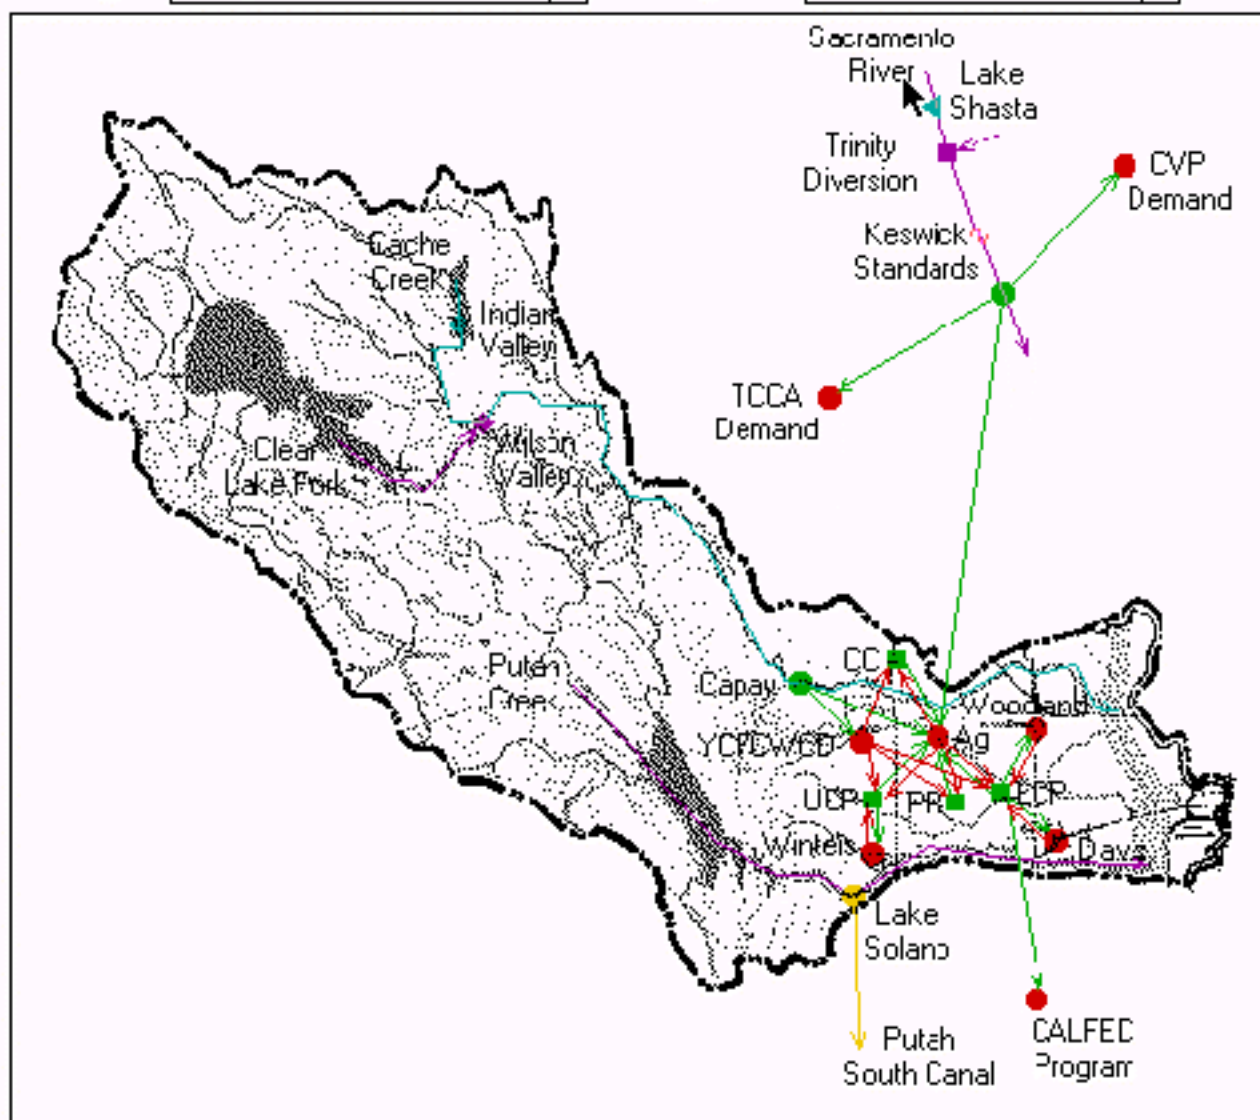 Sacramento
River
Lake
Shasta
Trinity
Diversion
CVP
Demand
Keswick
Standards
Cache
Creek
Indian
Valley
TCCA
Demand
Clear
Lake Fork
Wilson
Valley
Putah
Creek
CC
Capay
Woodland
YCFCWCD
Ag
UCP
PR
LCP
Winters
Davis
Lake
Solano
Putah
South Canal
CALFED
Program